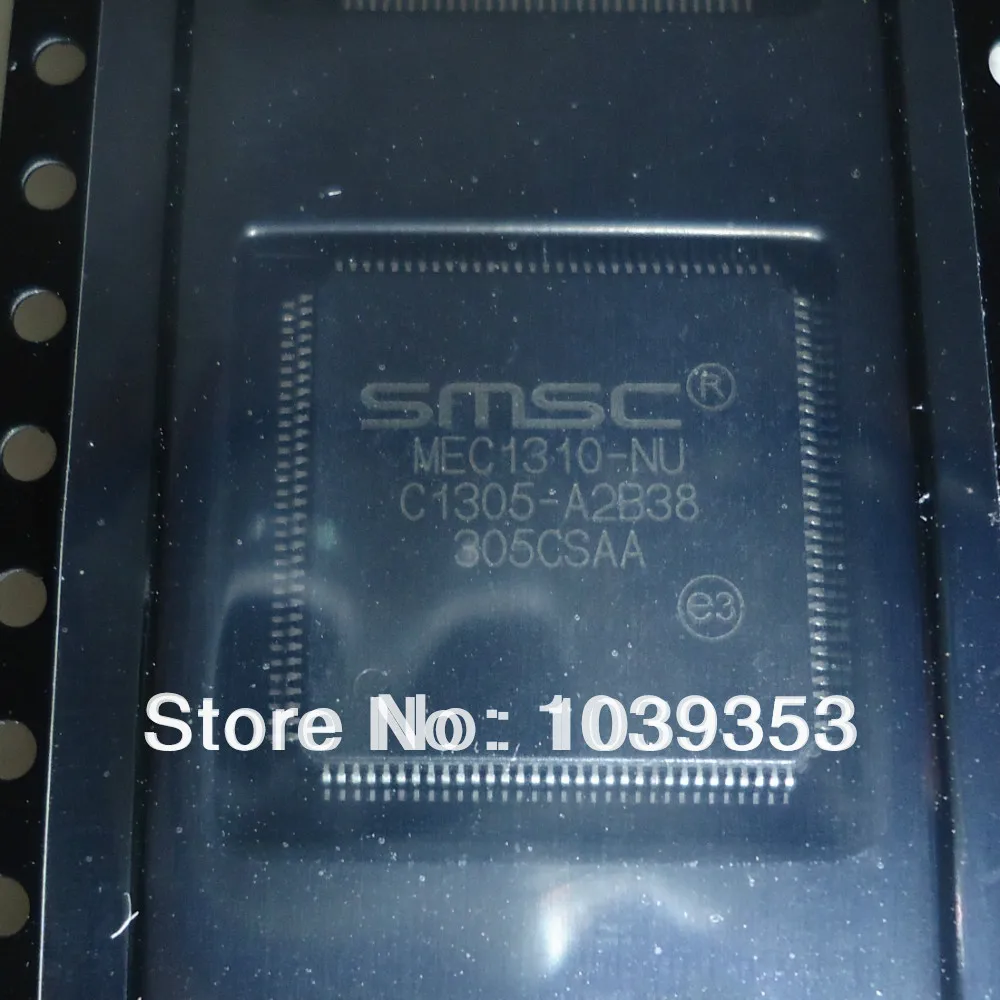 SMSC®
MEC1310-NU
C1305-A2B38
305CSAA
e3
Store No: 1039353